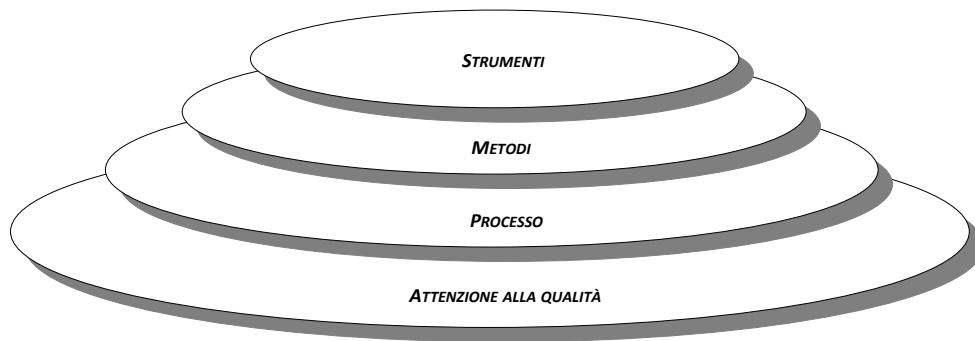 STRUMENTI
METODI
PROCESSO
ATTENZIONE ALLA QUALITÀ